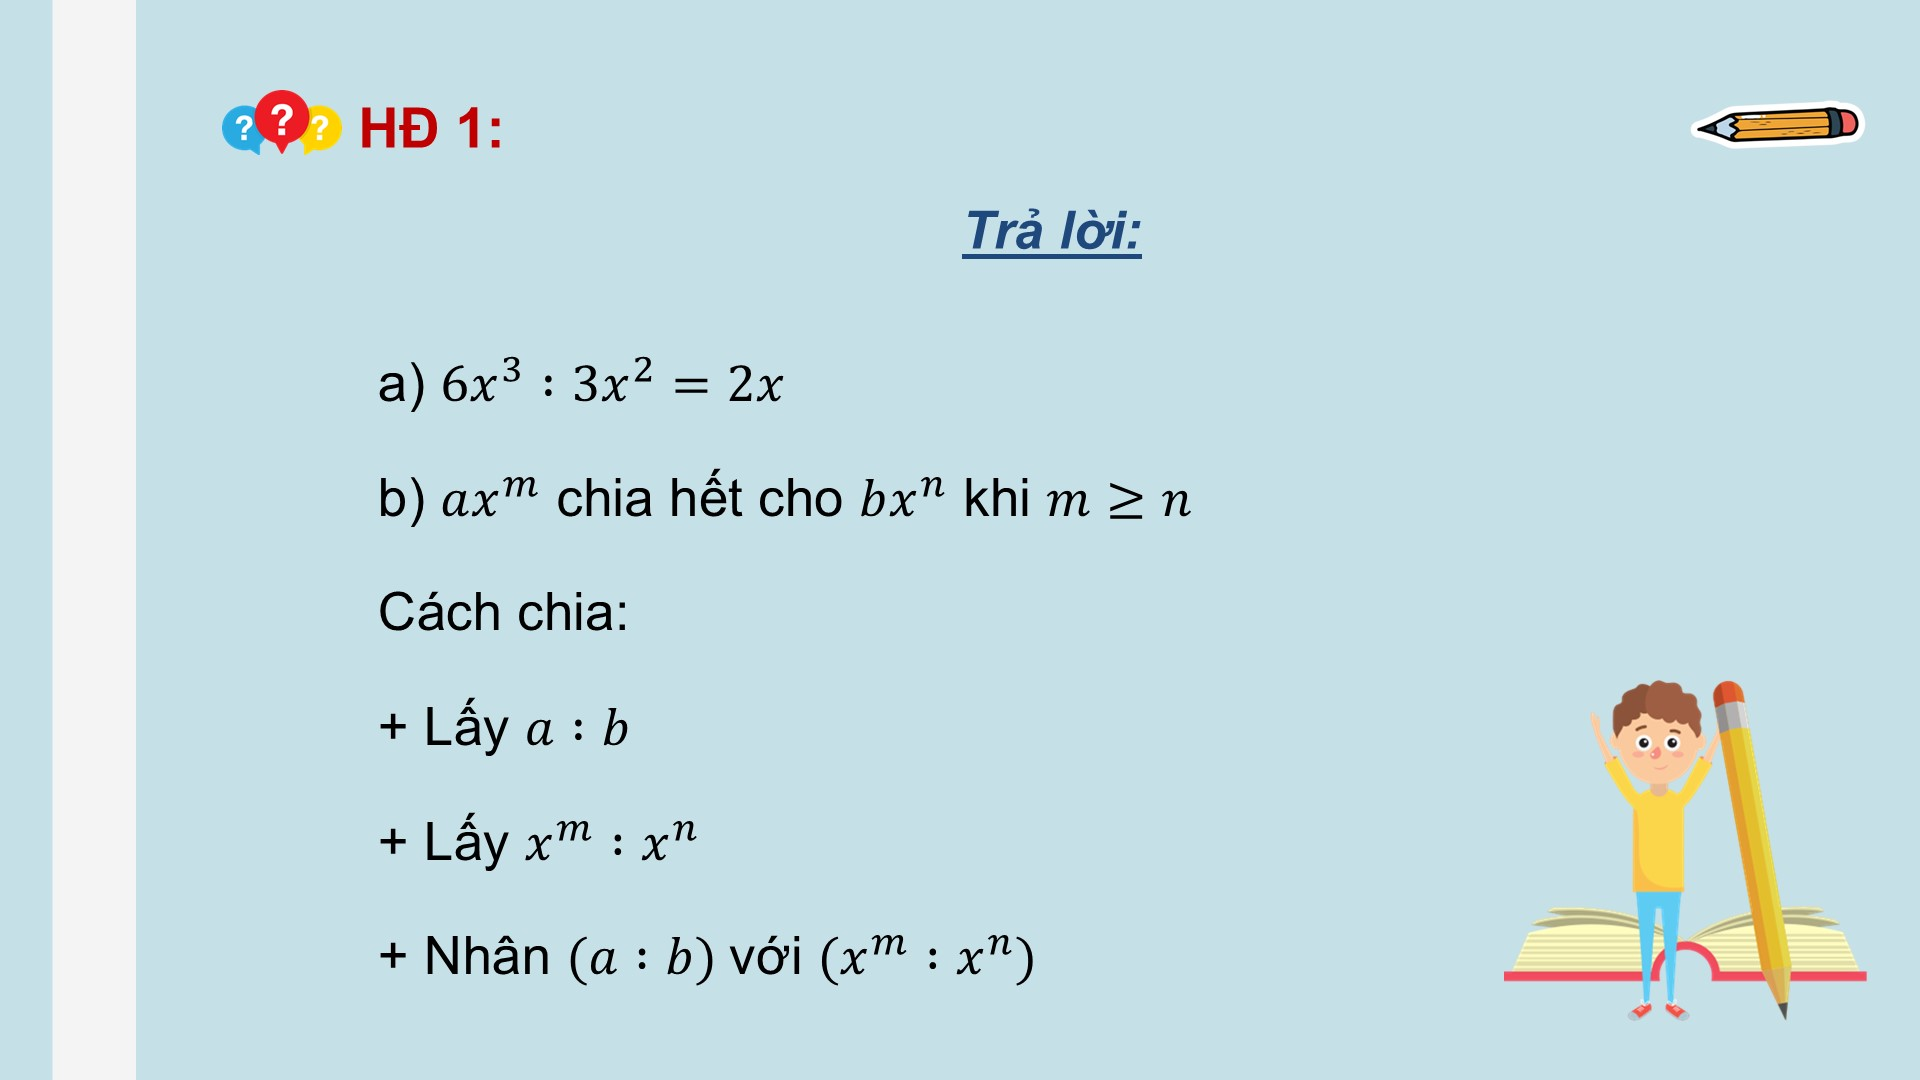 ? ? ? HĐ 1:
Trả lời:
a) 6x³ : 3x² = 2x
b) axᵐ chia hết cho bxⁿ khi m ≥ n
Cách chia:
+ Lấy a : b
+ Lấy xᵐ : xⁿ
+ Nhân (a : b) với (xᵐ : xⁿ)